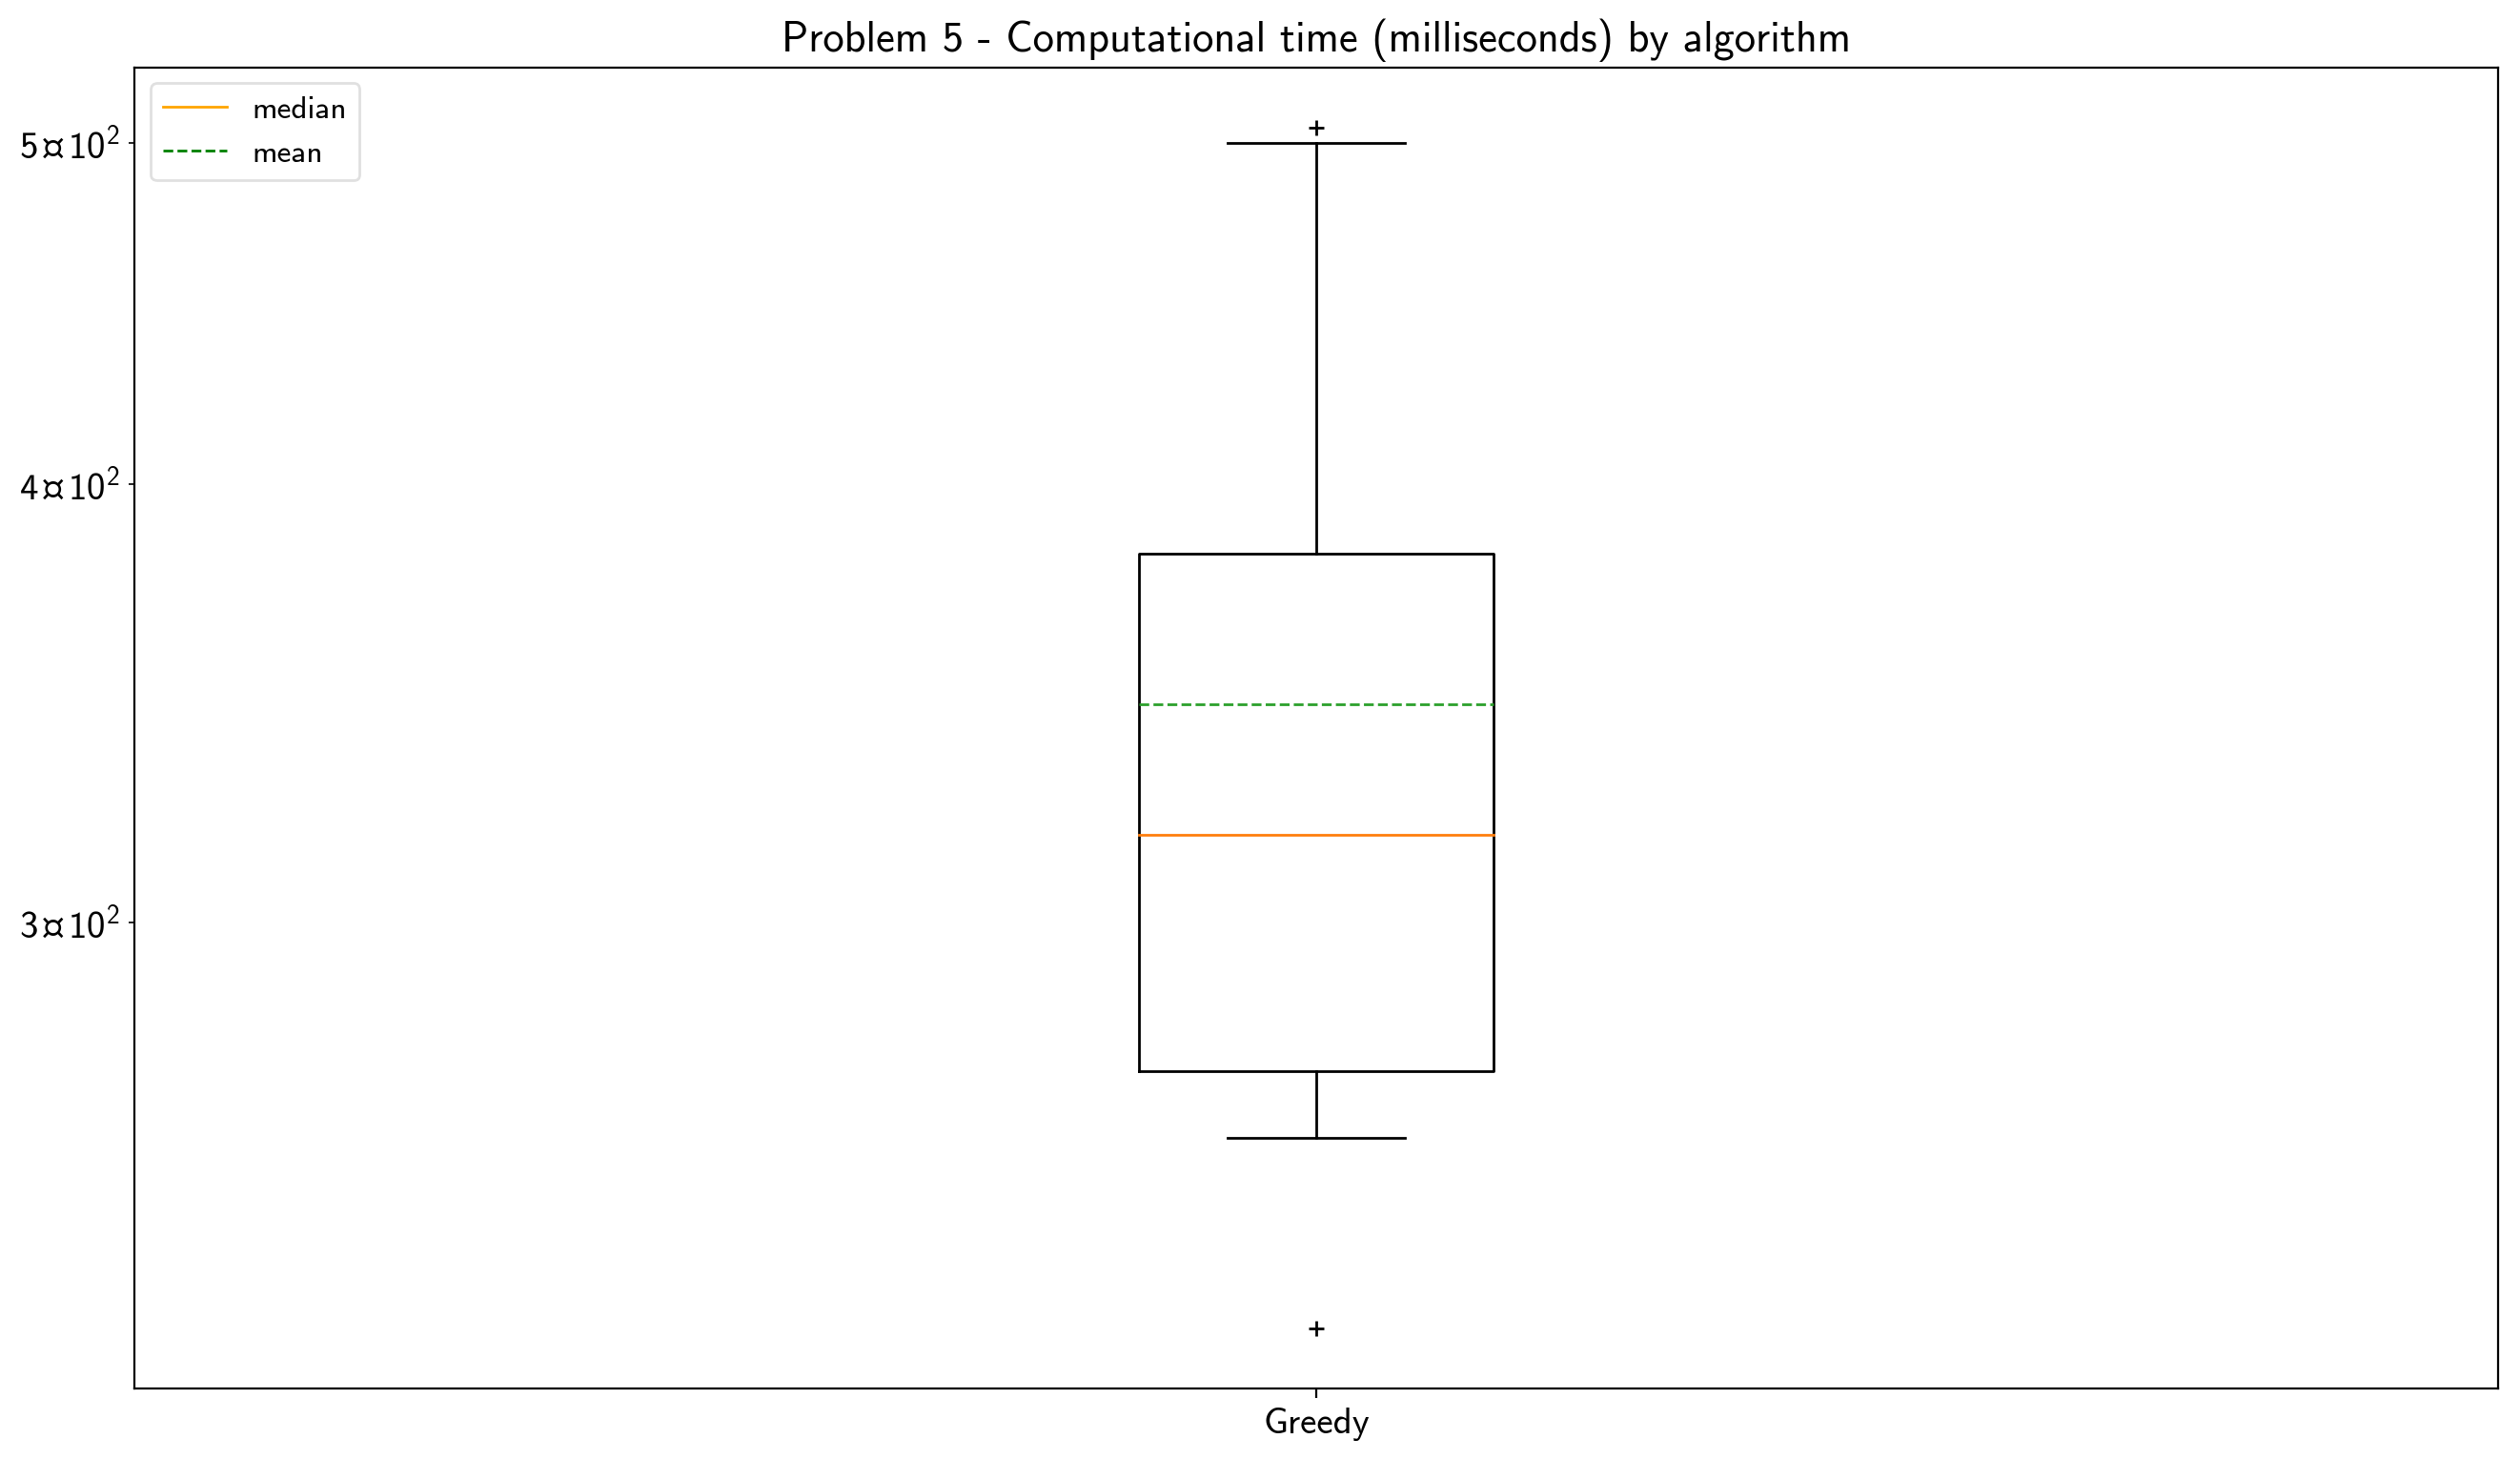 Problem 5 - Computational time (milliseconds) by algorithm
median
mean
5¤10²
4¤10²
3¤10²
Greedy